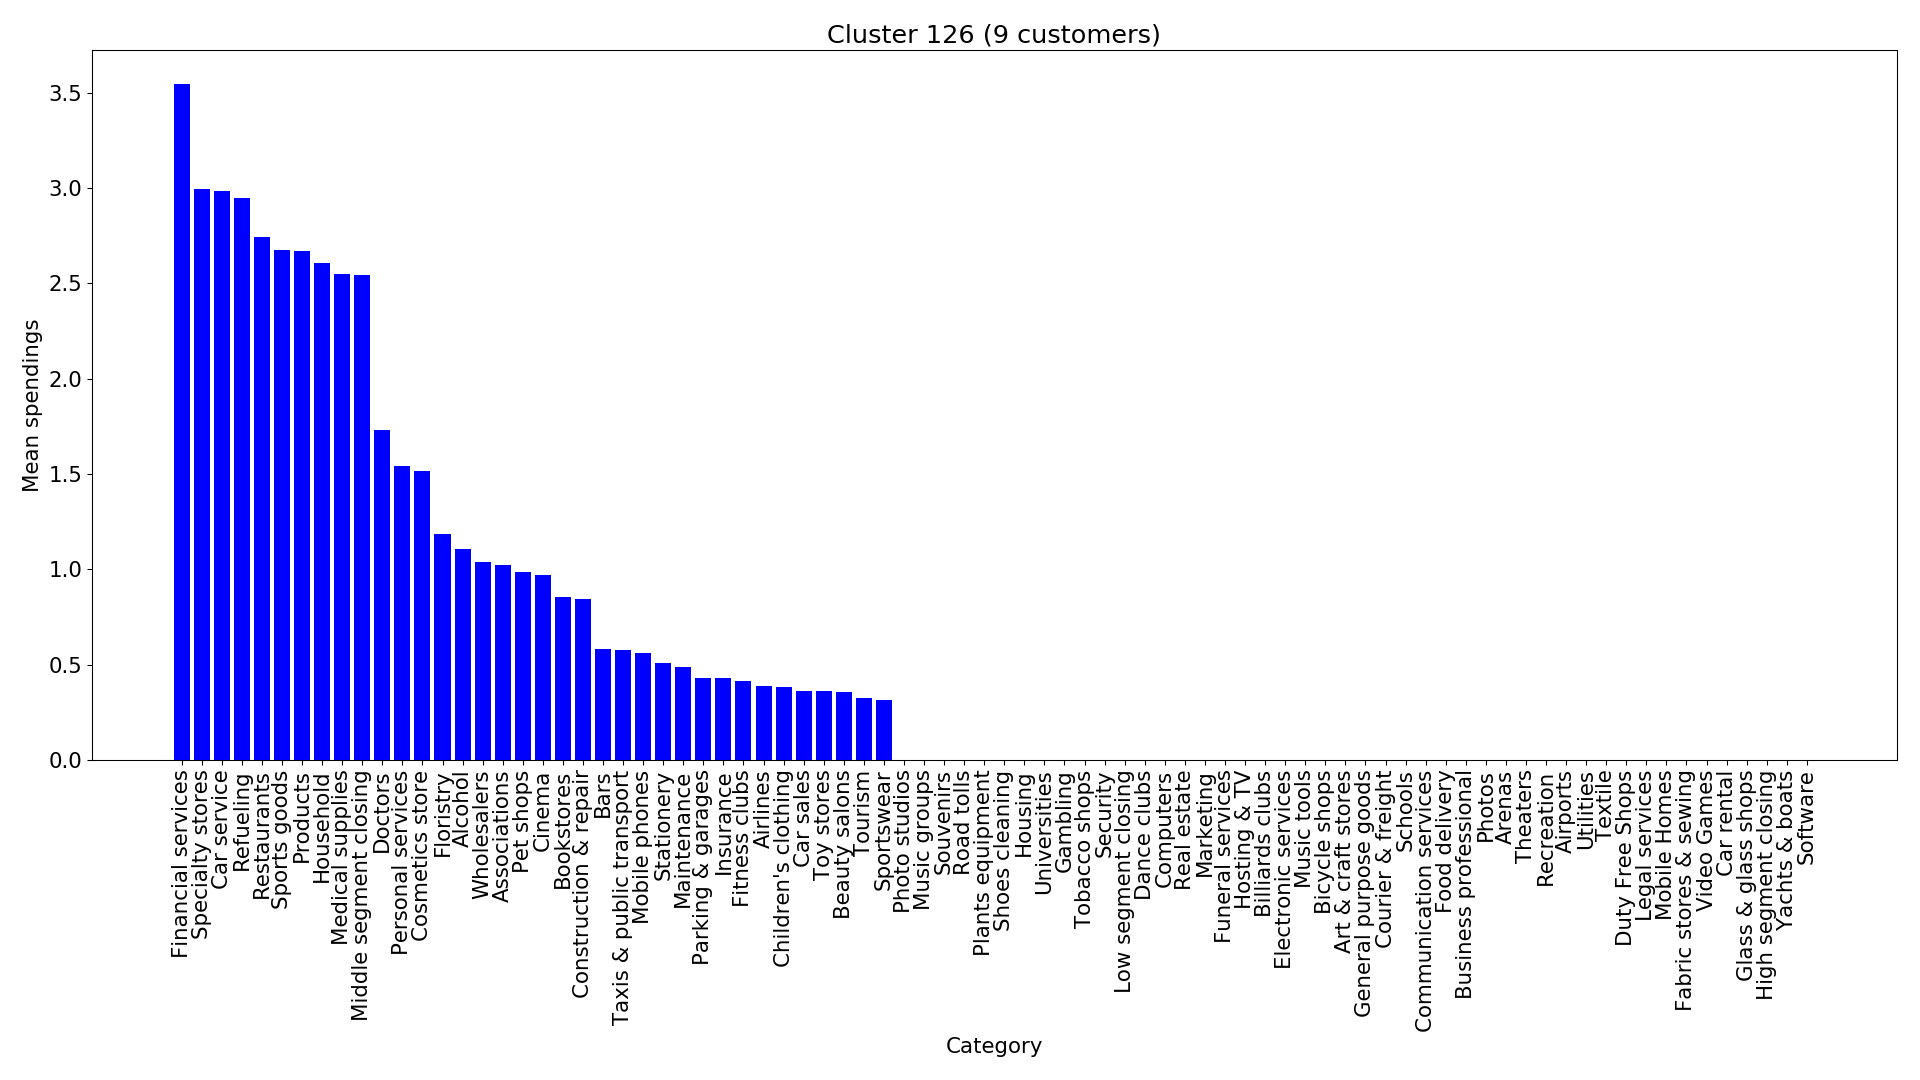 Cluster 126 (9 customers)
3.5
3.0
2.5
2.0
1.5
1.0
0.5
0.0
Mean spendings
Financial services
Specialty stores
Car service
Refueling
Restaurants
Sports goods
Products
Household
Medical supplies
Middle segment closing
Doctors
Personal services
Cosmetics store
Floristry
Alcohol
Wholesalers
Associations
Pet shops
Cinema
Bookstores
Construction & repair
Bars
Taxis & public transport
Mobile phones
Stationery
Maintenance
Parking & garages
Insurance
Fitness clubs
Airlines
Children's clothing
Car sales
Toy stores
Beauty salons
Tourism
Sportswear
Photo studios
Music groups
Souvenirs
Road tolls
Plants equipment
Shoes cleaning
Housing
Universities
Gambling
Tobacco shops
Security
Low segment closing
Dance clubs
Computers
Real estate
Marketing
Funeral services
Hosting & TV
Billiards clubs
Electronic services
Music tools
Bicycle shops
Art & craft stores
General purpose goods
Courier & freight
Schools
Communication services
Food delivery
Business professional
Photos
Arenas
Theaters
Recreation
Airports
Utilities
Textile
Duty Free Shops
Legal services
Mobile Homes
Fabric stores & sewing
Video Games
Car rental
Glass & glass shops
High segment closing
Yachts & boats
Software
Category